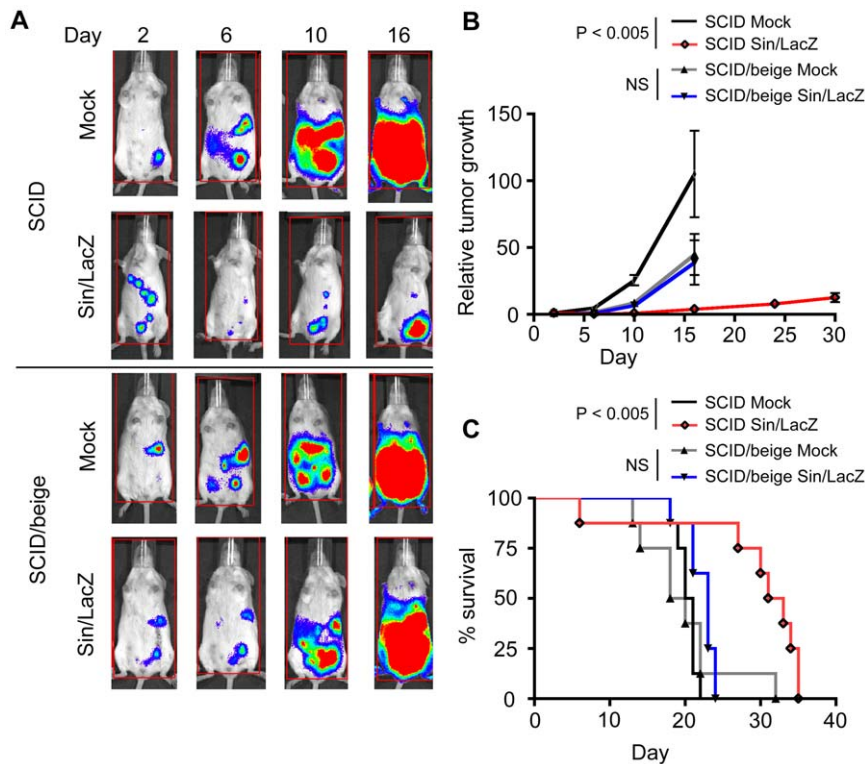 A
Day 2 6 10 16
SCID
Mock
Sin/LacZ
SCID/beige
Mock
Sin/LacZ
B
P < 0.005
SCID Mock
SCID Sin/LacZ
NS
SCID/beige Mock
SCID/beige Sin/LacZ
Relative tumor growth
150
100
50
0
0 5 10 15 20 25 30
Day
C
P < 0.005
SCID Mock
SCID Sin/LacZ
NS
SCID/beige Mock
SCID/beige Sin/LacZ
% survival
100
75
50
25
0
0 10 20 30 40
Day